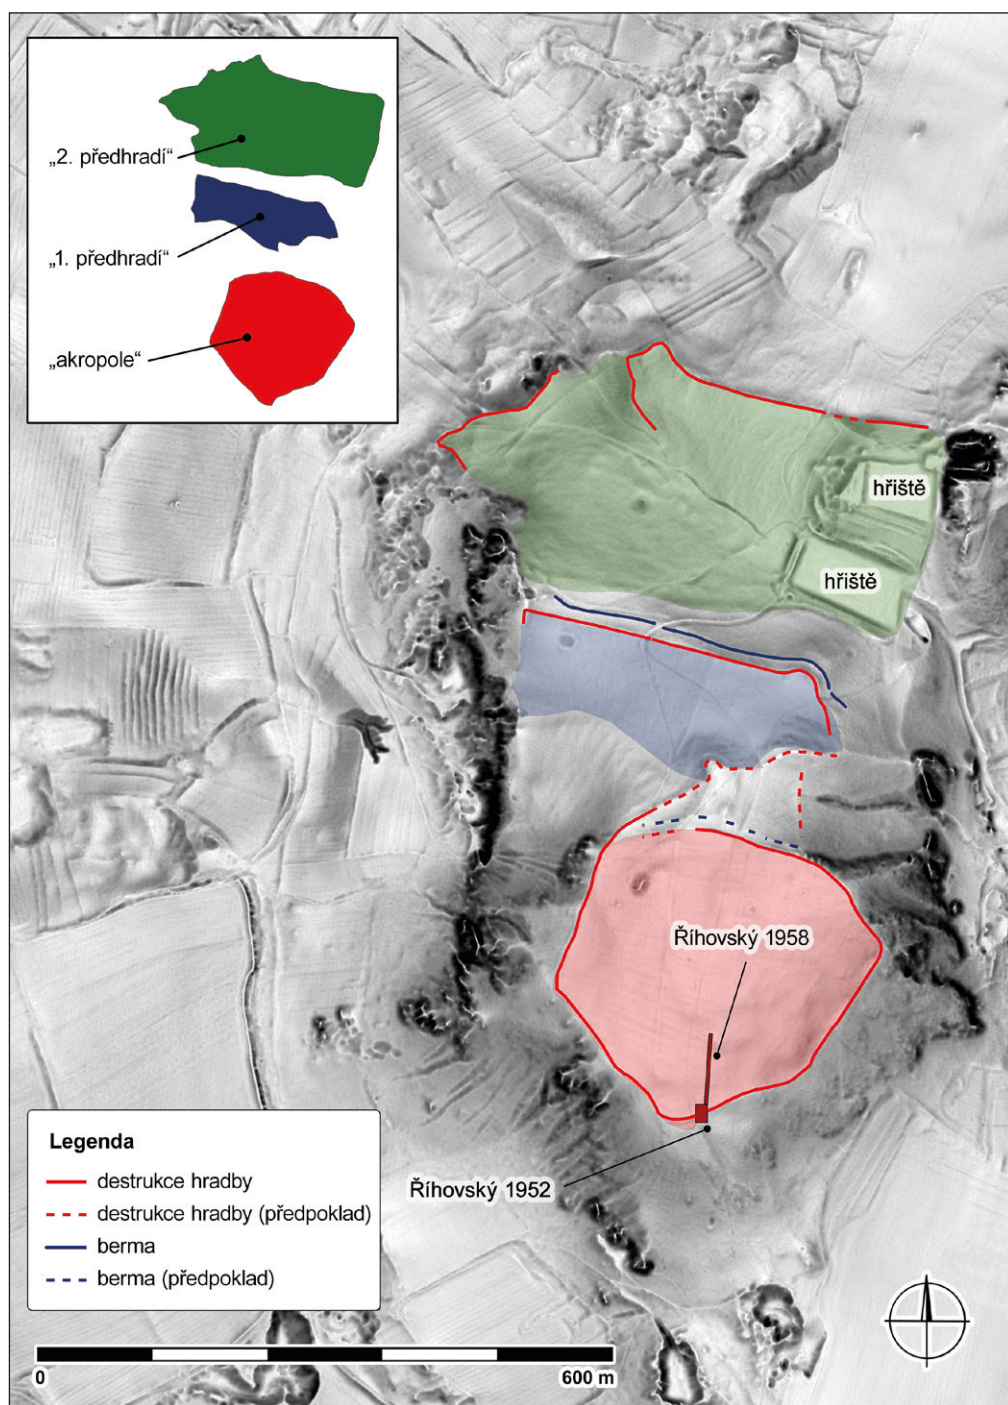 „2. předhradí“
„1. předhradí“
„akropole“
hřiště
hřiště
Říhovský 1958
Říhovský 1952
Legenda
destrukce hradby
destrukce hradby (předpoklad)
berma
berma (předpoklad)
0
600 m